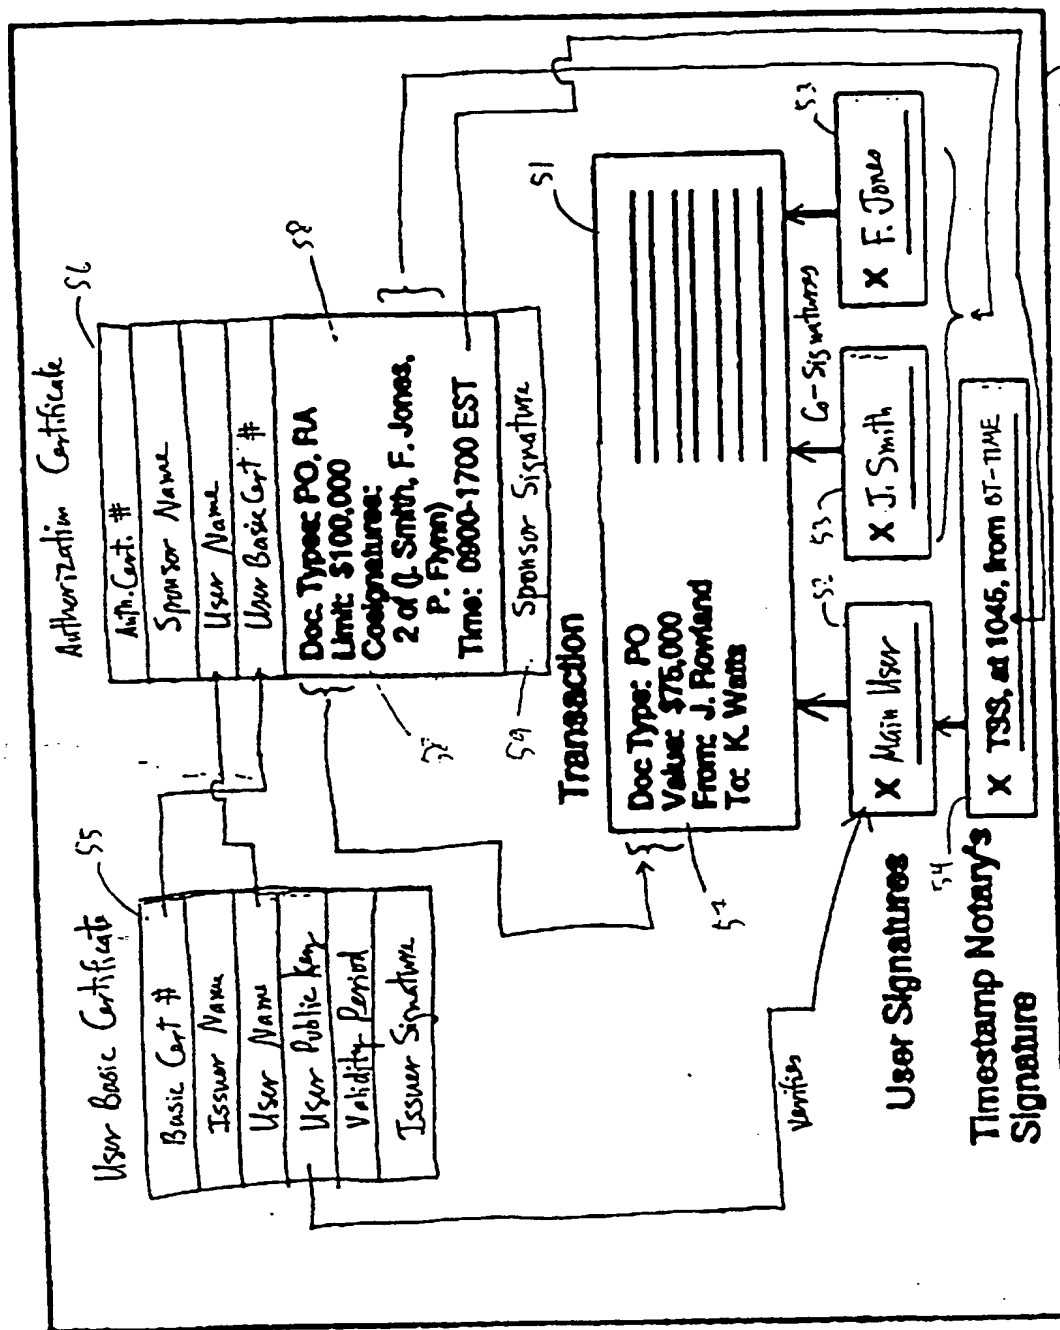 User Basic Certificate
55
Basic Cert #
Issuer Name
User Name
User Public Key
Validity Period
Issuer Signature
Authorization Certificate
56
Auth. Cert. #
Sponsor Name
User Name
User Basic Cert #
Doc. Types: PO, RA
Limit: $100,000
Cosignatures:
2 of (J. Smith, F. Jones,
P. Flynn)
Time: 0900-1700 EST
58
58
Sponsor Signature
59
Transaction
51
Doc Type: PO
Value: $75,000
From: J. Rowland
To: K. Watts
57
verifies
Co-Signatures
User Signatures
X Main User
52
X J. Smith
53
X F. Jones
53
Timestamp Notary's
Signature
54
X TSS, at 1045, from